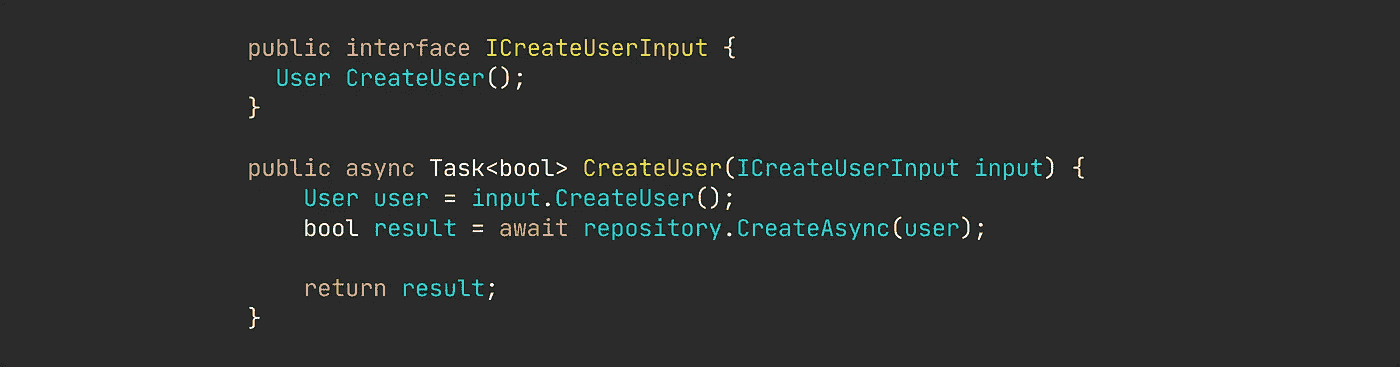 public interface ICreateUserInput {
  User CreateUser();
}

public async Task<bool> CreateUser(ICreateUserInput input) {
    User user = input.CreateUser();
    bool result = await repository.CreateAsync(user);

    return result;
}